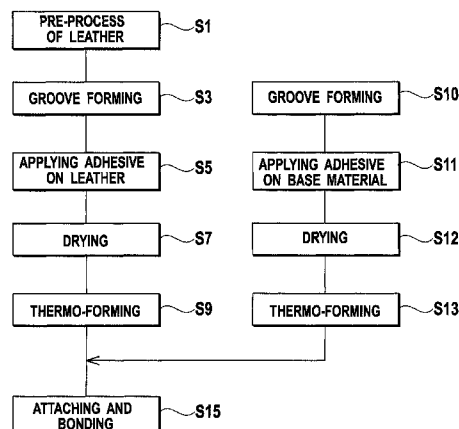 PRE-PROCESS
OF LEATHER
S1
GROOVE FORMING
S3
GROOVE FORMING
S10
APPLYING ADHESIVE
ON LEATHER
S5
APPLYING ADHESIVE
ON BASE MATERIAL
S11
DRYING
S7
DRYING
S12
THERMO-FORMING
S9
THERMO-FORMING
S13
ATTACHING AND
BONDING
S15